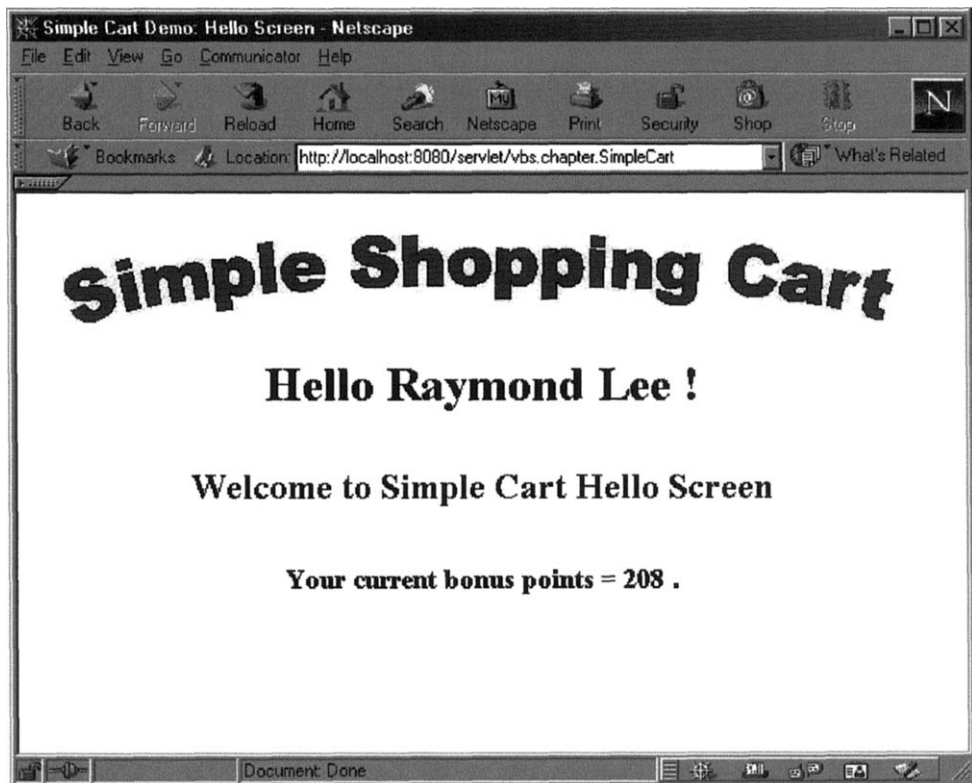 Simple Cart Demo: Hello Screen - Netscape
File Edit View Go Communicator Help
Back Forward Reload Home Search Netscape Print Security Shop Stop
My N
Bookmarks Location: http://localhost:8080/servlet/vbs.chapter.SimpleCart What's Related
Simple Shopping Cart
Hello Raymond Lee !
Welcome to Simple Cart Hello Screen
Your current bonus points = 208 .
Document: Done